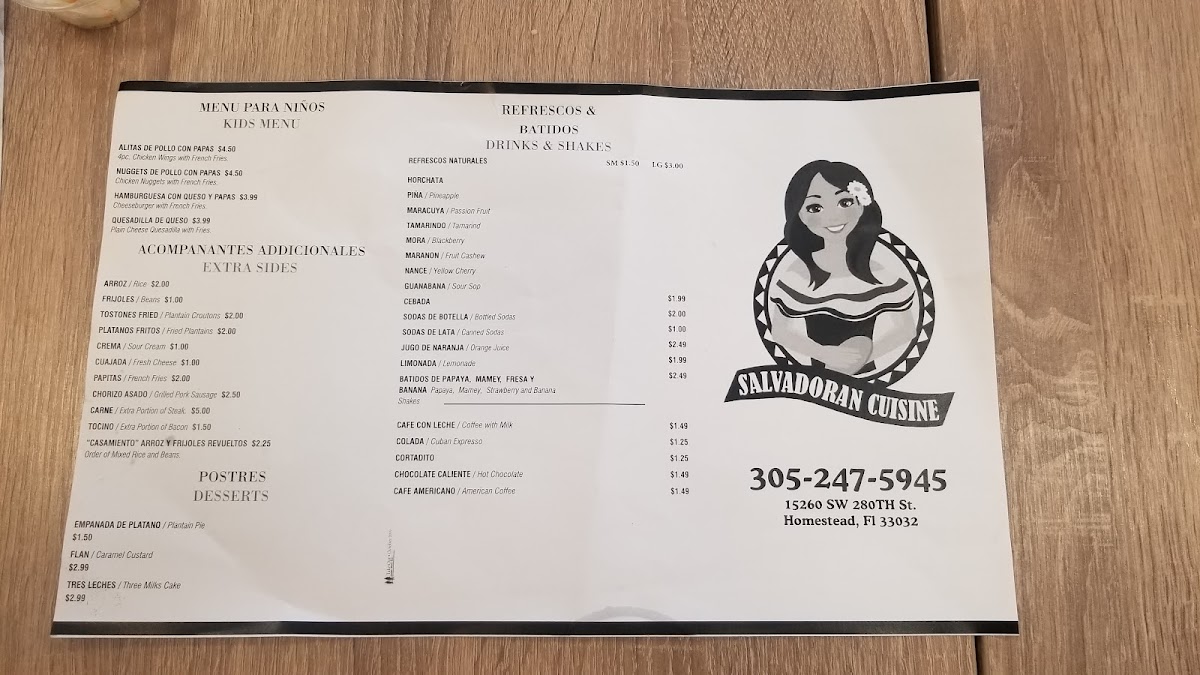 MENU PARA NIÑOS
KIDS MENU
ALITAS DE POLLO CON PAPAS $4.50
4pc. Chicken Wings with French Fries.
NUGGETS DE POLLO CON PAPAS $4.50
Chicken Nuggets with French Fries.
HAMBURGUESA CON QUESO Y PAPAS $3.99
Cheeseburger with French Fries.
QUESADILLA DE QUESO $3.99
Plain Cheese Quesadilla with Fries.
ACOMPANANTES ADDICIONALES
EXTRA SIDES
ARROZ / Rice $2.00
FRIJOLES / Beans $1.00
TOSTONES FRIED / Plantain Croutons $2.00
PLATANOS FRITOS / Fried Plantains $2.00
CREMA / Sour Cream $1.00
CUAJADA / Fresh Cheese $1.00
PAPITAS / French Fries $2.00
CHORIZO ASADO / Grilled Pork Sausage $2.50
CARNE / Extra Portion of Steak. $5.00
TOCINO / Extra Portion of Bacon $1.50
"CASAMIENTO" ARROZ Y FRIJOLES REVUELTOS $2.25
Order of Mixed Rice and Beans.
POSTRES
DESSERTS
EMPANADA DE PLATANO / Plantain Pie
$1.50
FLAN / Caramel Custard
$2.99
TRES LECHES / Three Milks Cake
$2.99
REFRESCOS &
BATIDOS
DRINKS & SHAKES
REFRESCOS NATURALES SM $1.50 LG $3.00
HORCHATA
PIÑA / Pineapple
MARACUYA / Passion Fruit
TAMARINDO / Tamarind
MORA / Blackberry
MARANON / Fruit Cashew
NANCE / Yellow Cherry
GUANABANA / Sour Sop
CEBADA $1.99
SODAS DE BOTELLA / Bottled Sodas $2.00
SODAS DE LATA / Canned Sodas $1.00
JUGO DE NARANJA / Orange Juice $2.49
LIMONADA / Lemonade $1.99
BATIDOS DE PAPAYA, MAMEY, FRESA Y $2.49
BANANA Papaya, Mamey, Strawberry and Banana
Shakes
CAFE CON LECHE / Coffee with Milk $1.49
COLADA / Cuban Expresso $1.25
CORTADITO $1.25
CHOCOLATE CALIENTE / Hot Chocolate $1.49
CAFE AMERICANO / American Coffee $1.49
SALVADORAN CUISINE
305-247-5945
15260 SW 280TH St.
Homestead, Fl 33032